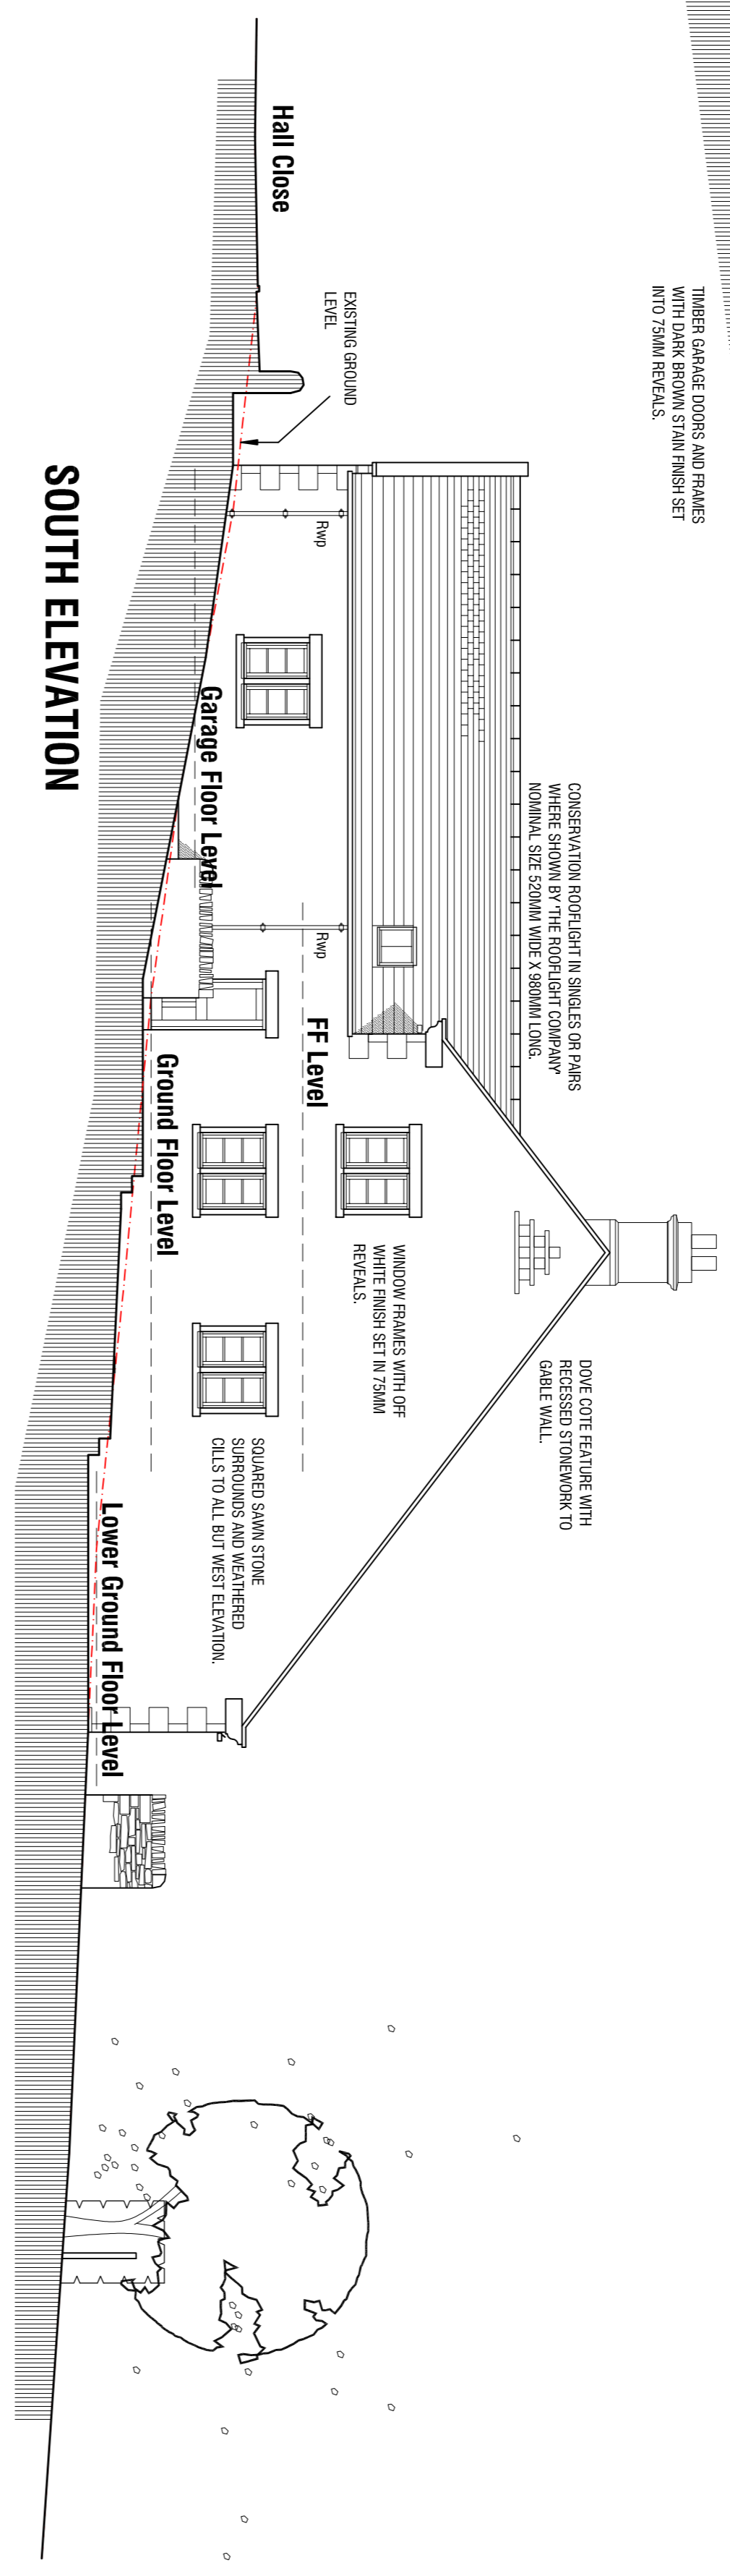 TIMBER GARAGE DOORS AND FRAMES
WITH DARK BROWN STAIN FINISH SET
INTO 75MM REVEALS.
Hall Close
EXISTING GROUND
LEVEL
Rwp
CONSERVATION ROOFLIGHT IN SINGLES OR PAIRS
WHERE SHOWN BY 'THE ROOFLIGHT COMPANY'
NOMINAL SIZE 520MM WIDE X 980MM LONG.
Rwp
Garage Floor Level
FF Level
Ground Floor Level
WINDOW FRAMES WITH OFF
WHITE FINISH SET IN 75MM
REVEALS.
DOVE COTE FEATURE WITH
RECESSED STONEWORK TO
GABLE WALL.
SQUARED SAWN STONE
SURROUNDS AND WEATHERED
CILLS TO ALL BUT WEST ELEVATION.
Lower Ground Floor Level
SOUTH ELEVATION